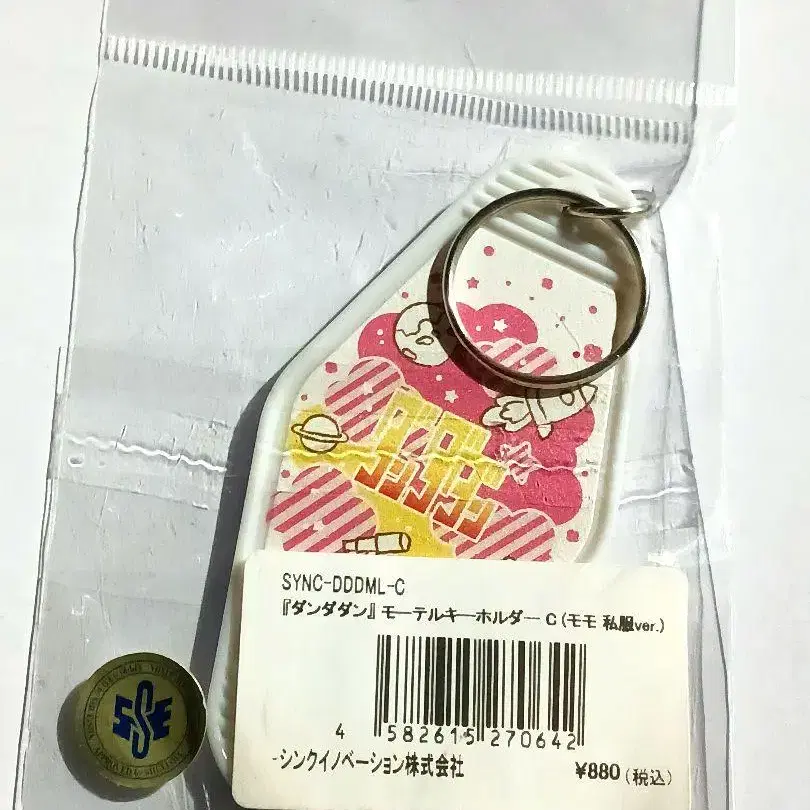 ダンダダン
SYNC-DDDML-C
『ダンダダン』モーテルキーホルダー C(モモ 私服ver.)
4 582615 270642
シンクイノベーション株式会社
¥880(税込)
SSE